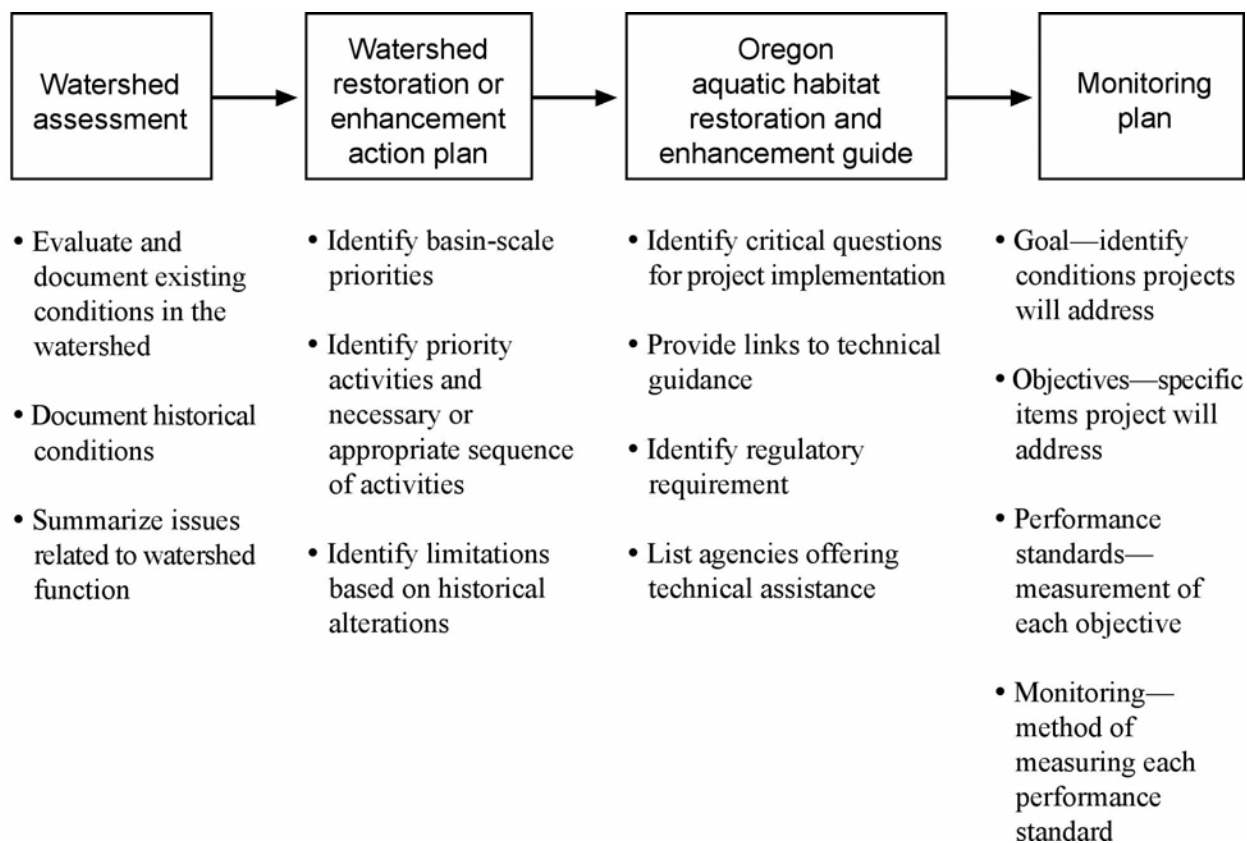 Watershed
assessment
Watershed
restoration or
enhancement
action plan
Oregon
aquatic habitat
restoration and
enhancement guide
Monitoring
plan
• Evaluate and
document existing
conditions in the
watershed
• Document historical
conditions
• Summarize issues
related to watershed
function
• Identify basin-scale
priorities
• Identify priority
activities and
necessary or
appropriate sequence
of activities
• Identify limitations
based on historical
alterations
• Identify critical questions
for project implementation
• Provide links to technical
guidance
• Identify regulatory
requirement
• List agencies offering
technical assistance
• Goal—identify
conditions projects
will address
• Objectives—specific
items project will
address
• Performance
standards—
measurement of
each objective
• Monitoring—
method of
measuring each
performance
standard